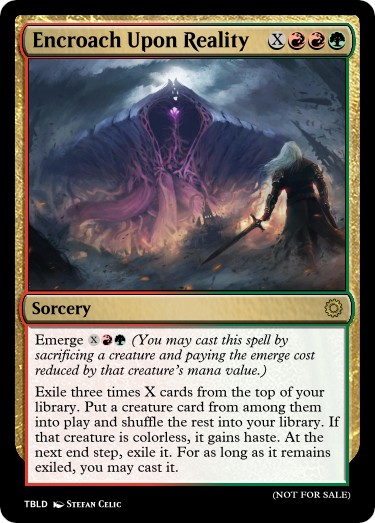 Encroach Upon Reality X R R G
Sorcery
Emerge X R G (You may cast this spell by
sacrificing a creature and paying the emerge cost
reduced by that creature's mana value.)
Exile three times X cards from the top of your
library. Put a creature card from among them
into play and shuffle the rest into your library. If
that creature is colorless, it gains haste. At the
next end step, exile it. For as long as it remains
exiled, you may cast it.
(NOT FOR SALE)
TBLD Stefan Celic